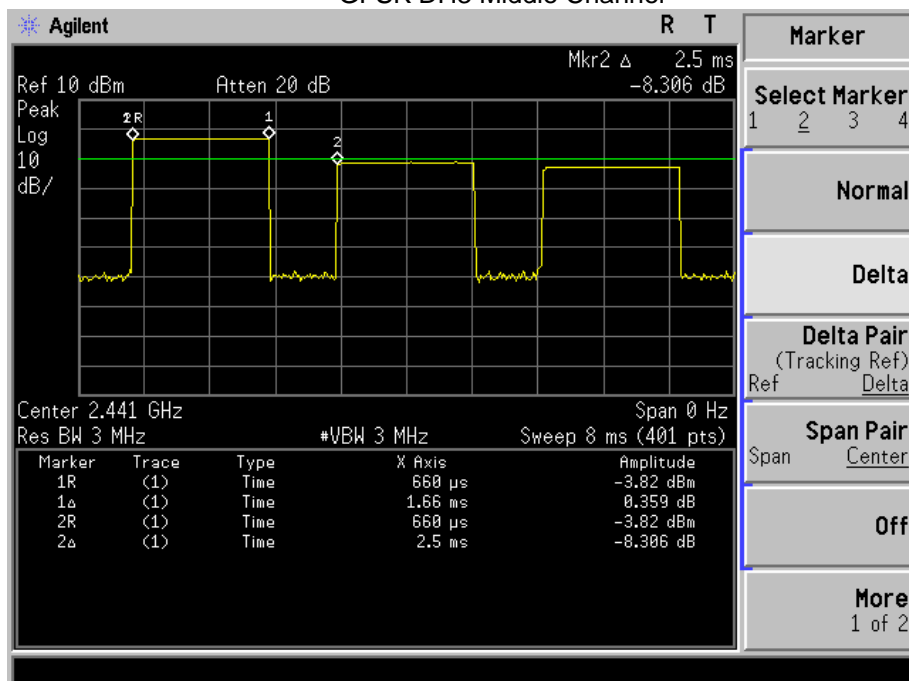 Agilent
R T
Mkr2 Δ 2.5 ms
Ref 10 dBm Atten 20 dB -8.306 dB
Peak
Log
10
dB/
2R
1
2
Center 2.441 GHz Span 0 Hz
Res BW 3 MHz #VBW 3 MHz Sweep 8 ms (401 pts)
Marker Trace Type X Axis Amplitude
1R (1) Time 660 µs -3.82 dBm
1Δ (1) Time 1.66 ms 0.359 dB
2R (1) Time 660 µs -3.82 dBm
2Δ (1) Time 2.5 ms -8.306 dB
Marker
Select Marker
1 2 3 4
Normal
Delta
Delta Pair
(Tracking Ref)
Ref Delta
Span Pair
Span Center
Off
More
1 of 2